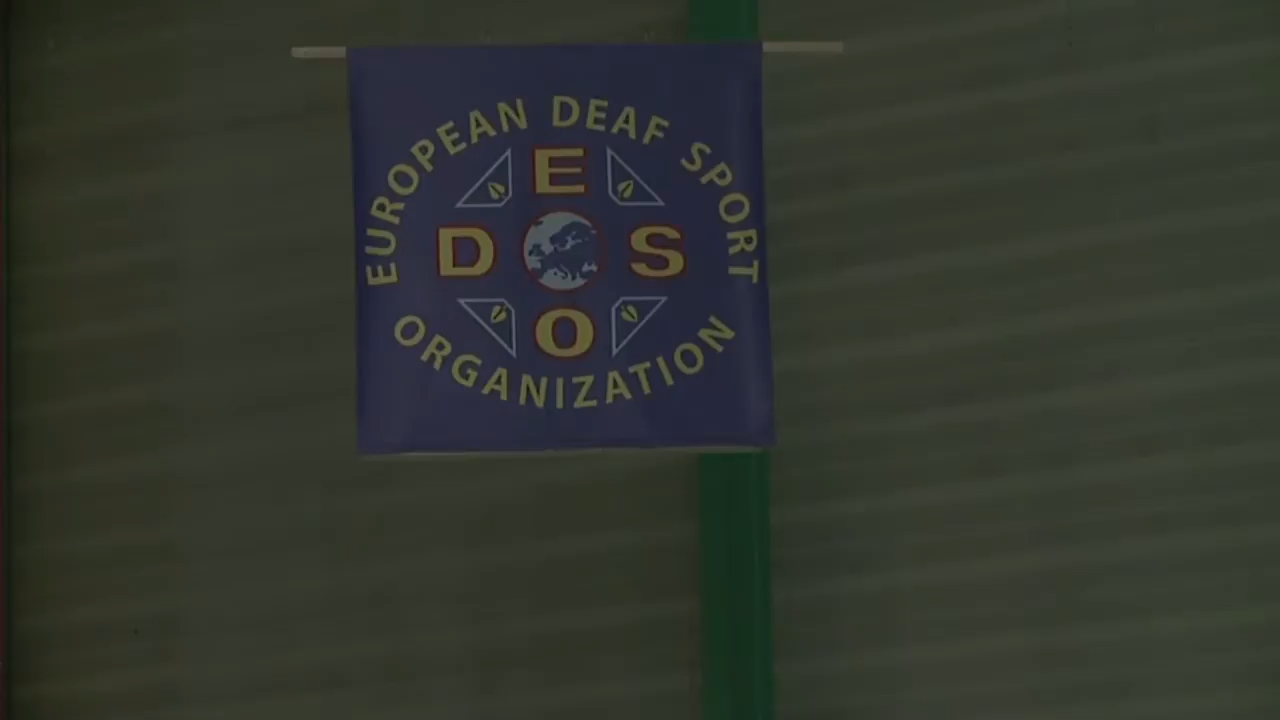 EUROPEAN DEAF SPORT
E
D S
O
ORGANIZATION